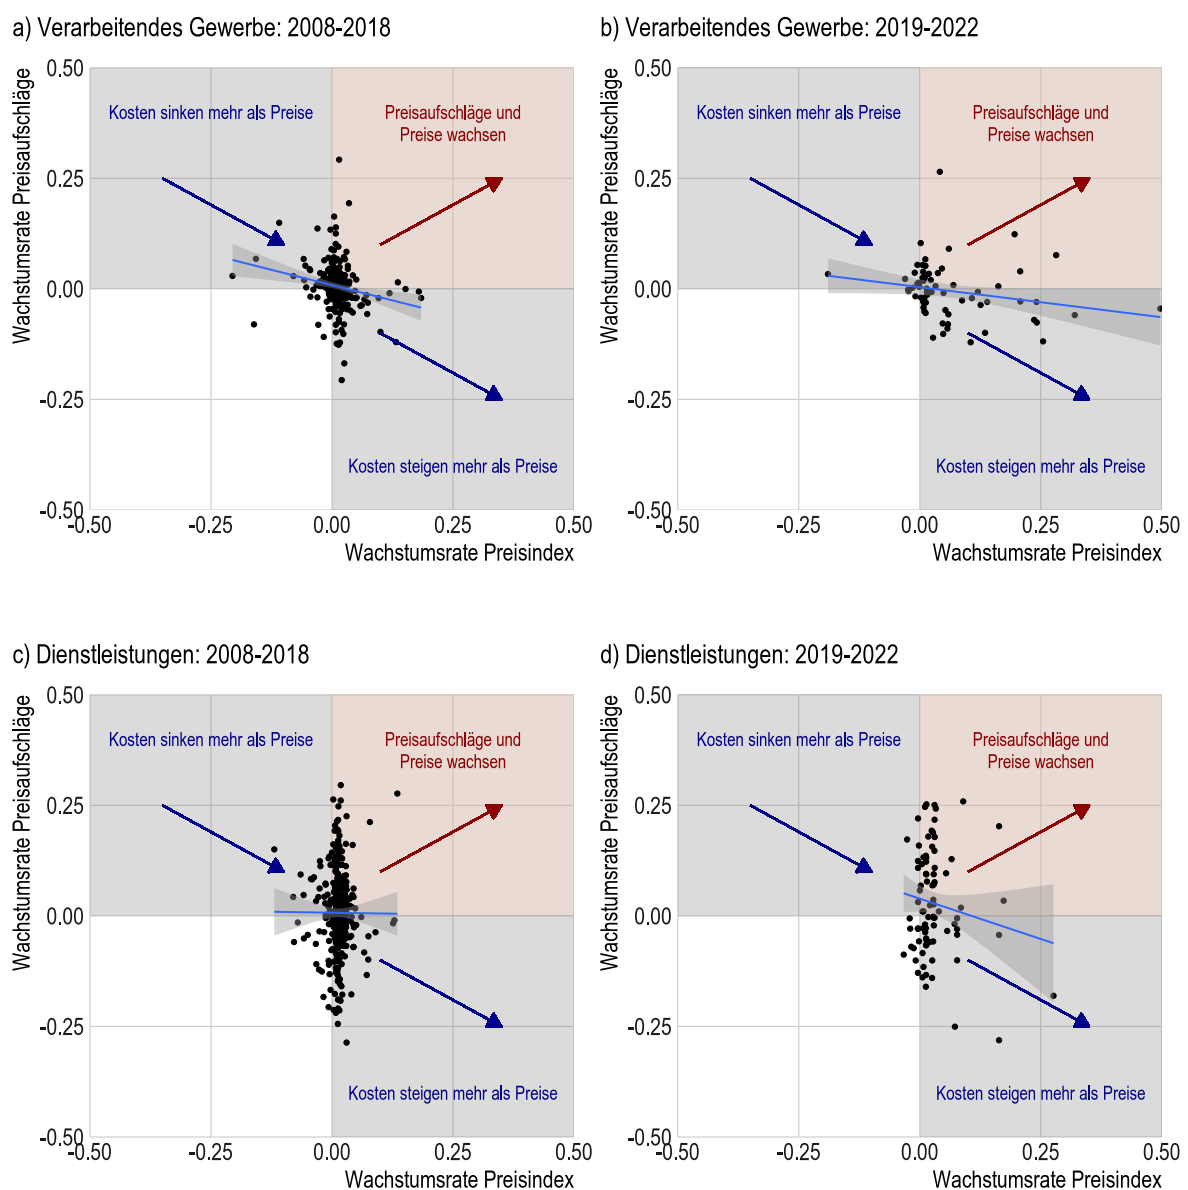 a) Verarbeitendes Gewerbe: 2008-2018
Wachstumsrate Preisaufschläge
0.50
0.25
0.00
-0.25
-0.50
Kosten sinken mehr als Preise
Preisaufschläge und
Preise wachsen
Kosten steigen mehr als Preise
-0.50
-0.25
0.00
0.25
0.50
Wachstumsrate Preisindex
b) Verarbeitendes Gewerbe: 2019-2022
Wachstumsrate Preisaufschläge
0.50
0.25
0.00
-0.25
-0.50
Kosten sinken mehr als Preise
Preisaufschläge und
Preise wachsen
Kosten steigen mehr als Preise
-0.50
-0.25
0.00
0.25
0.50
Wachstumsrate Preisindex
c) Dienstleistungen: 2008-2018
Wachstumsrate Preisaufschläge
0.50
0.25
0.00
-0.25
-0.50
Kosten sinken mehr als Preise
Preisaufschläge und
Preise wachsen
Kosten steigen mehr als Preise
-0.50
-0.25
0.00
0.25
0.50
Wachstumsrate Preisindex
d) Dienstleistungen: 2019-2022
Wachstumsrate Preisaufschläge
0.50
0.25
0.00
-0.25
-0.50
Kosten sinken mehr als Preise
Preisaufschläge und
Preise wachsen
Kosten steigen mehr als Preise
-0.50
-0.25
0.00
0.25
0.50
Wachstumsrate Preisindex